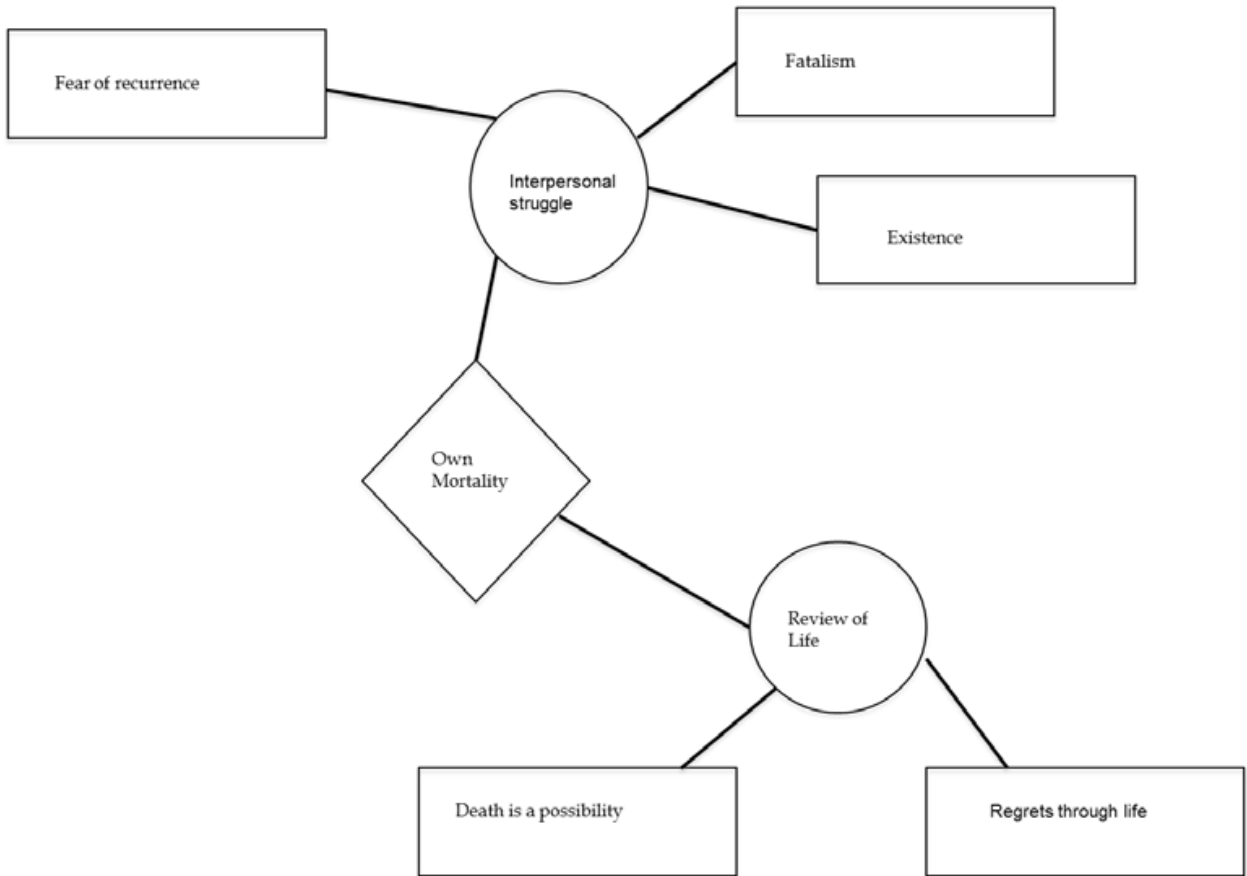 Fatalism
Fear of recurrence
Interpersonal
struggle
Existence
Own
Mortality
Review of
Life
Death is a possibility
Regrets through life